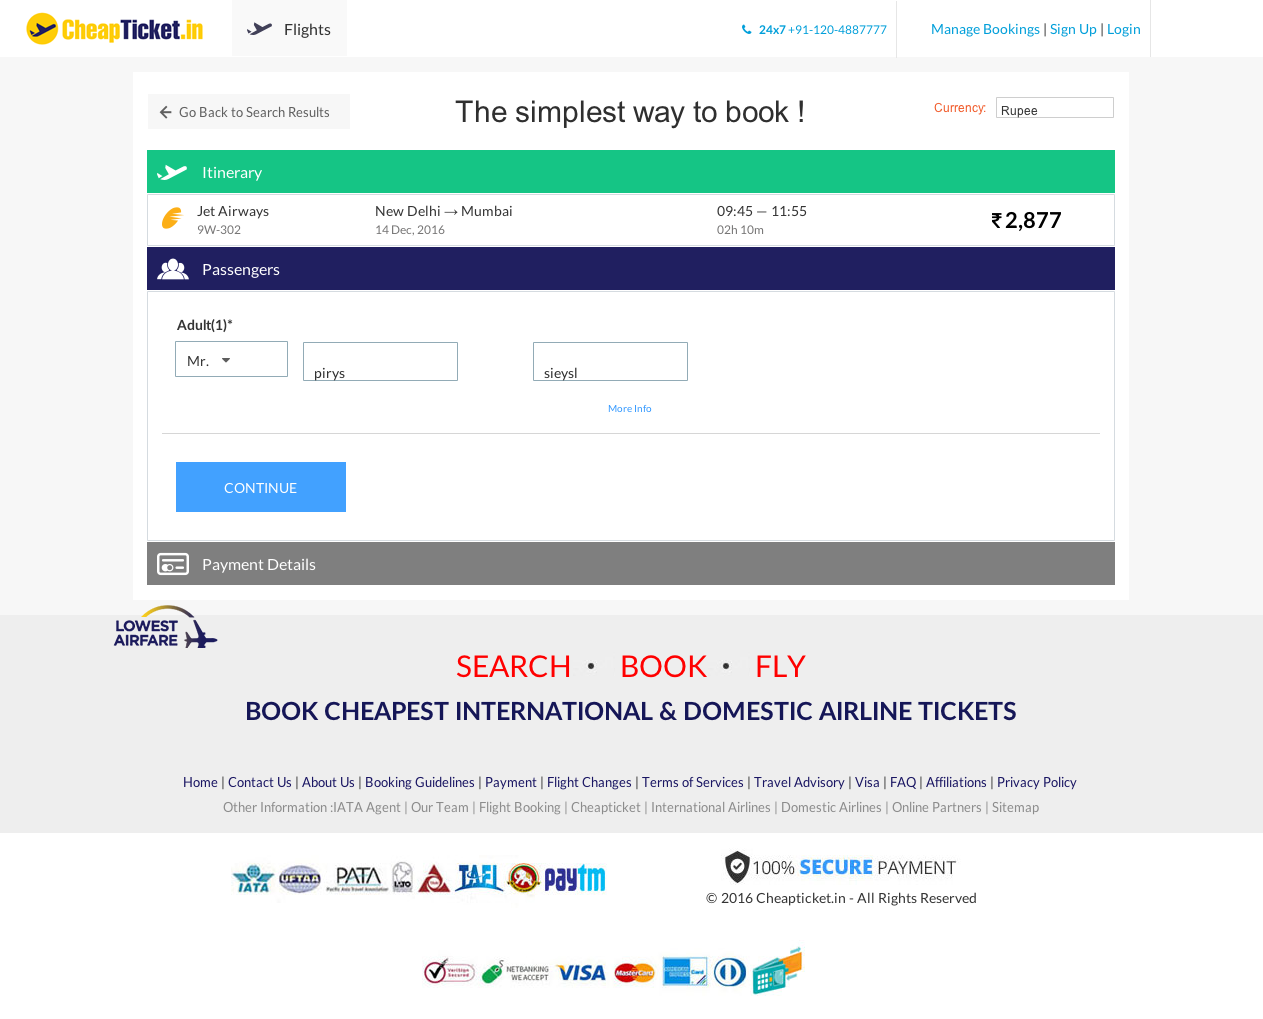 CheapTicket.in
Flights
24x7 +91-120-4887777
Manage Bookings | Sign Up | Login
Go Back to Search Results
The simplest way to book !
Currency:
Rupee
Itinerary
Jet Airways
9W-302
New Delhi → Mumbai
14 Dec, 2016
09:45 — 11:55
02h 10m
₹ 2,877
Passengers
Adult(1)*
Mr.
pirys
sieysl
More Info
CONTINUE
Payment Details
LOWEST
AIRFARE
SEARCH • BOOK • FLY
BOOK CHEAPEST INTERNATIONAL & DOMESTIC AIRLINE TICKETS
Home | Contact Us | About Us | Booking Guidelines | Payment | Flight Changes | Terms of Services | Travel Advisory | Visa | FAQ | Affiliations | Privacy Policy
Other Information :IATA Agent | Our Team | Flight Booking | Cheapticket | International Airlines | Domestic Airlines | Online Partners | Sitemap
IATA
UFTAA
PATA
Pacific Asia Travel Association
IATO
TAFI
paytm
100% SECURE PAYMENT
© 2016 Cheapticket.in - All Rights Reserved
VeriSign
Secured
NETBANKING
WE ACCEPT
VISA
MasterCard